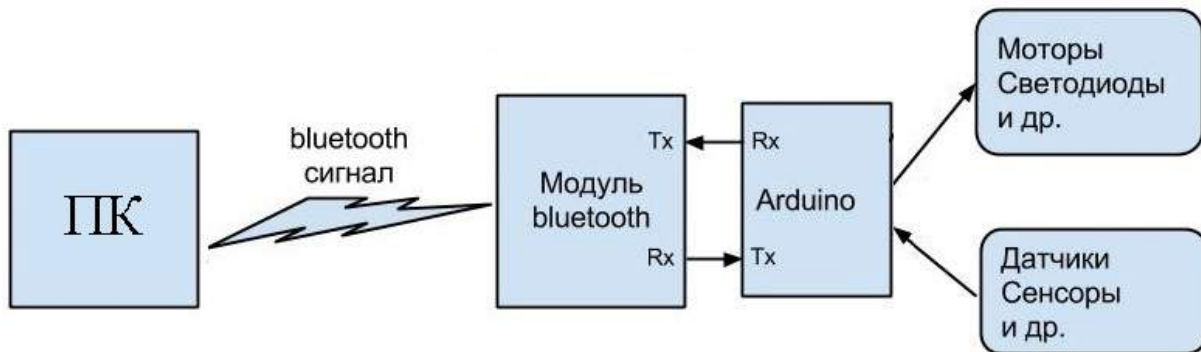 ПК
bluetooth
сигнал
Модуль
bluetooth
Tx
Rx
Rx
Arduino
Tx
Моторы
Светодиоды
и др.
Датчики
Сенсоры
и др.